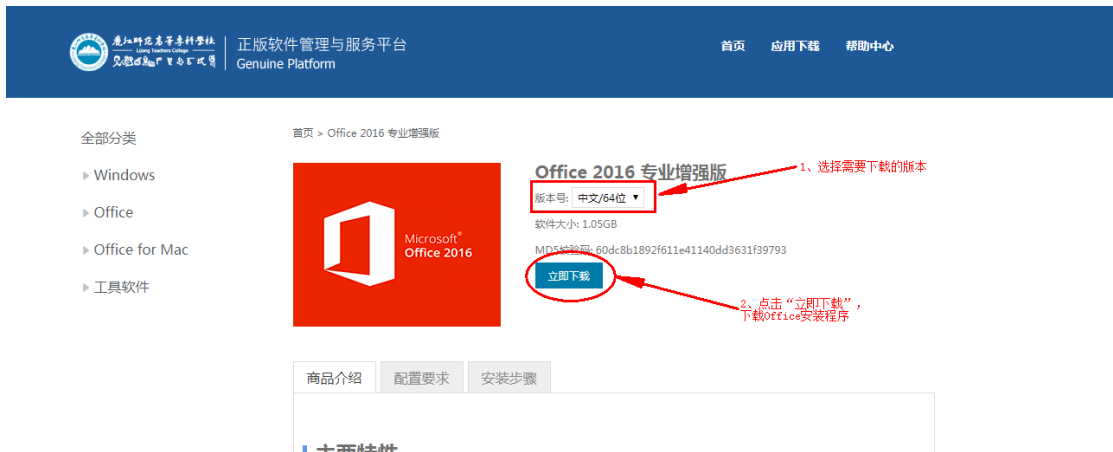 丽江师范高等专科学校
Lijiang Teachers College
正版软件管理与服务平台
Genuine Platform
首页
应用下载
帮助中心
全部分类
Windows
Office
Office for Mac
工具软件
首页 > Office 2016 专业增强版
Microsoft®
Office 2016
Office 2016 专业增强版
版本号: 中文/64位
软件大小: 1.05GB
MD5校验码: 60dc8b1892f611e41140dd3631f39793
立即下载
1、选择需要下载的版本
2、点击“立即下载”，
下载Office安装程序
商品介绍
配置要求
安装步骤
主要特性